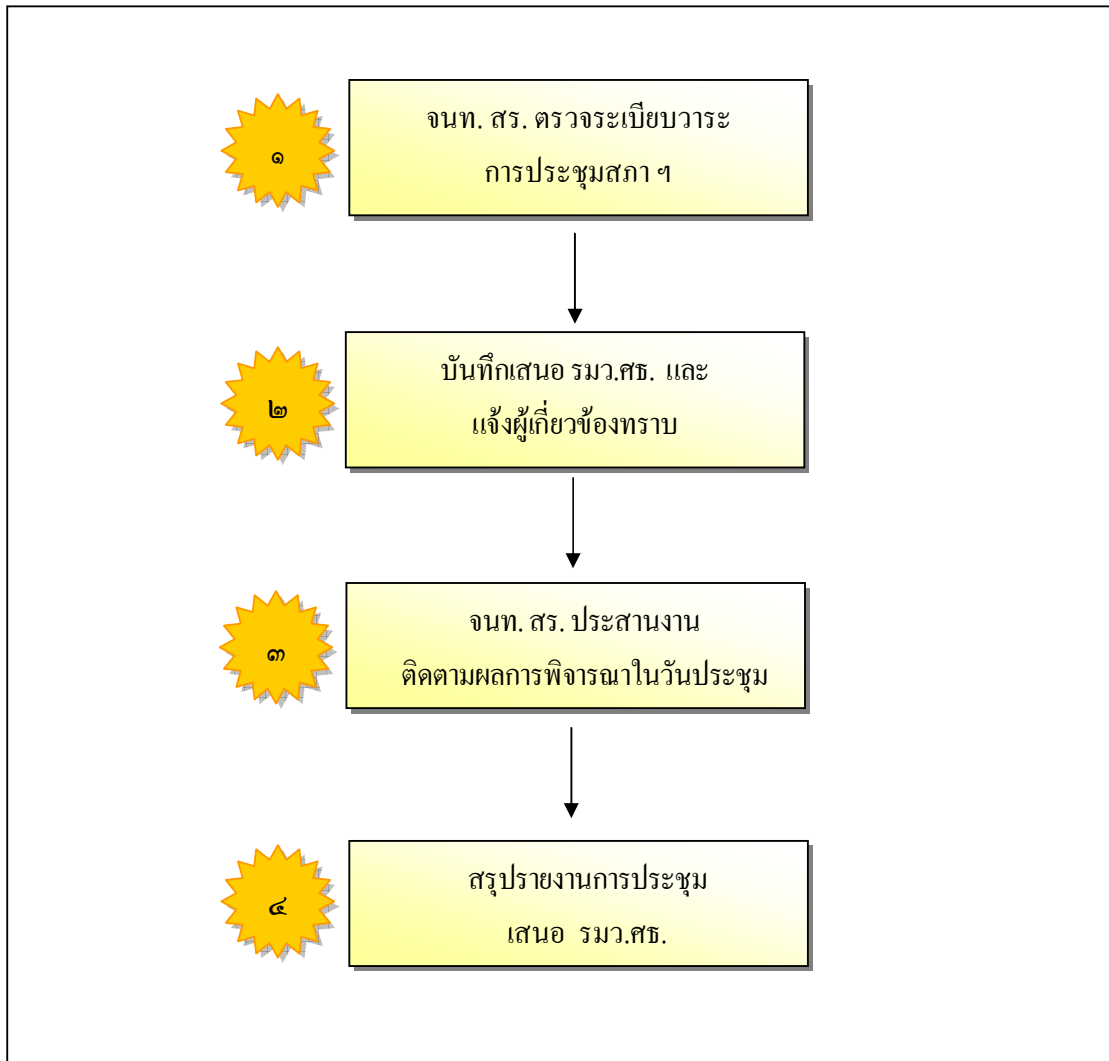 ๑
จนท. สร. ตรวจระเบียบวาระ
การประชุมสภา ฯ
๒
บันทึกเสนอ รมว.ศธ. และ
แจ้งผู้เกี่ยวข้องทราบ
๓
จนท. สร. ประสานงาน
ติดตามผลการพิจารณาในวันประชุม
๔
สรุปรายงานการประชุม
เสนอ รมว.ศธ.